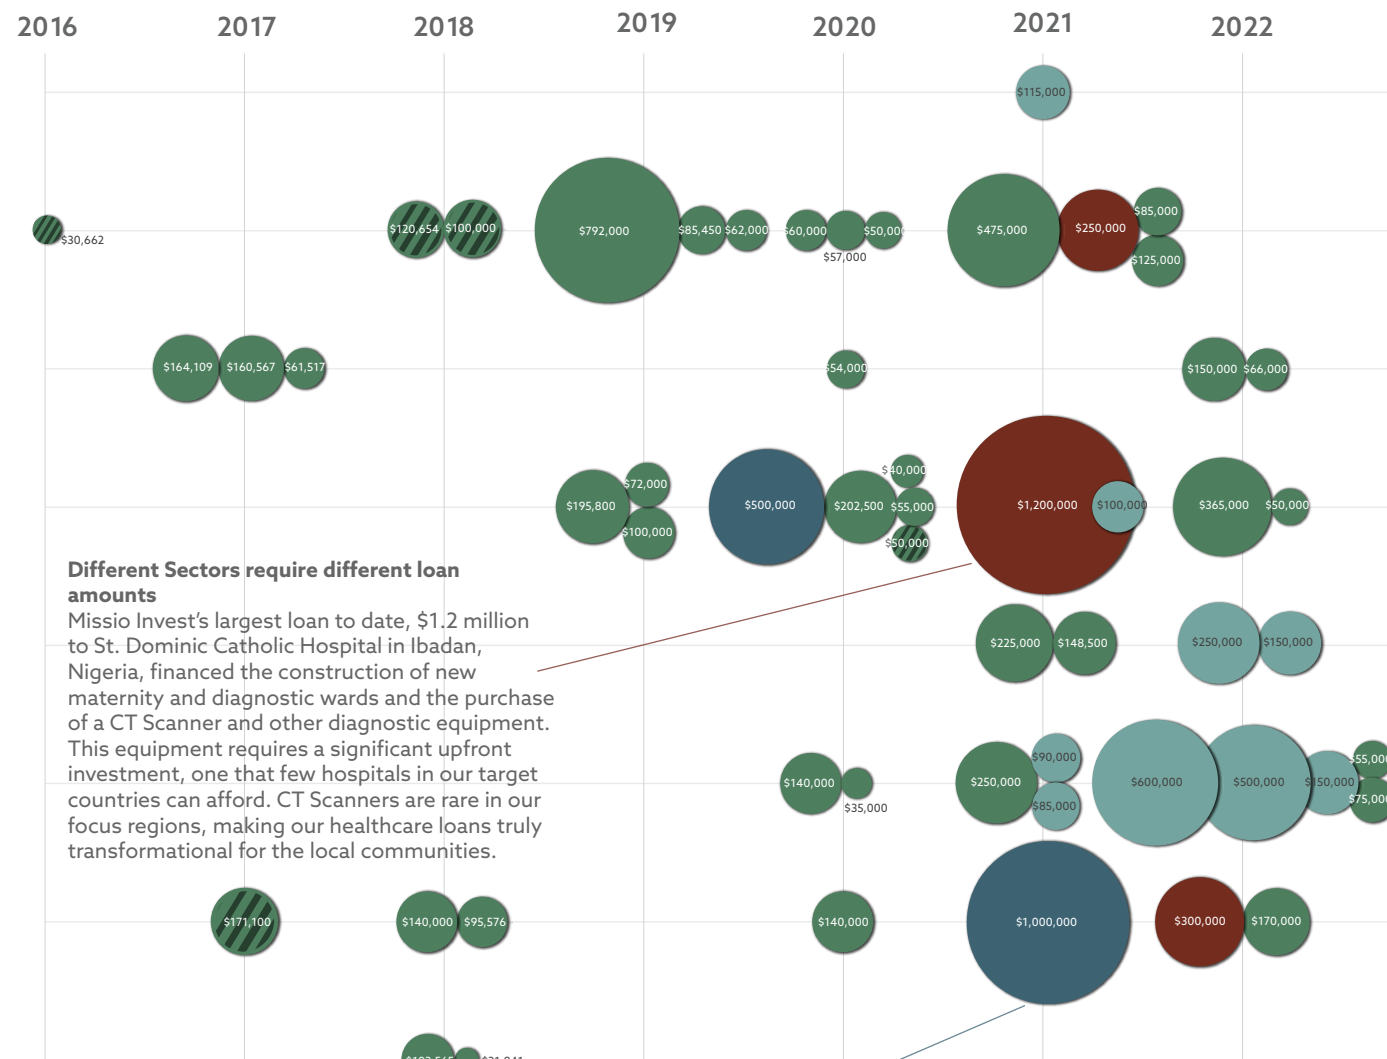 2016 2017 2018 2019 2020 2021 2022
$115,000
$30,662
$120,654 $100,000
$792,000 $85,450 $62,000
$60,000 $57,000 $50,000
$475,000 $250,000 $85,000 $125,000
$164,109 $160,567 $61,517
$54,000
$150,000 $66,000
$195,800 $72,000 $100,000
$500,000 $202,500 $40,000 $55,000 $50,000
$1,200,000 $100,000
$365,000 $50,000
Different Sectors require different loan
amounts
Missio Invest’s largest loan to date, $1.2 million
to St. Dominic Catholic Hospital in Ibadan,
Nigeria, financed the construction of new
maternity and diagnostic wards and the purchase
of a CT Scanner and other diagnostic equipment.
This equipment requires a significant upfront
investment, one that few hospitals in our target
countries can afford. CT Scanners are rare in our
focus regions, making our healthcare loans truly
transformational for the local communities.
$225,000 $148,500
$250,000 $150,000
$140,000 $35,000
$250,000 $90,000 $85,000
$600,000 $500,000 $150,000 $55,000 $75,000
$171,100
$140,000 $95,576
$140,000
$1,000,000
$300,000 $170,000